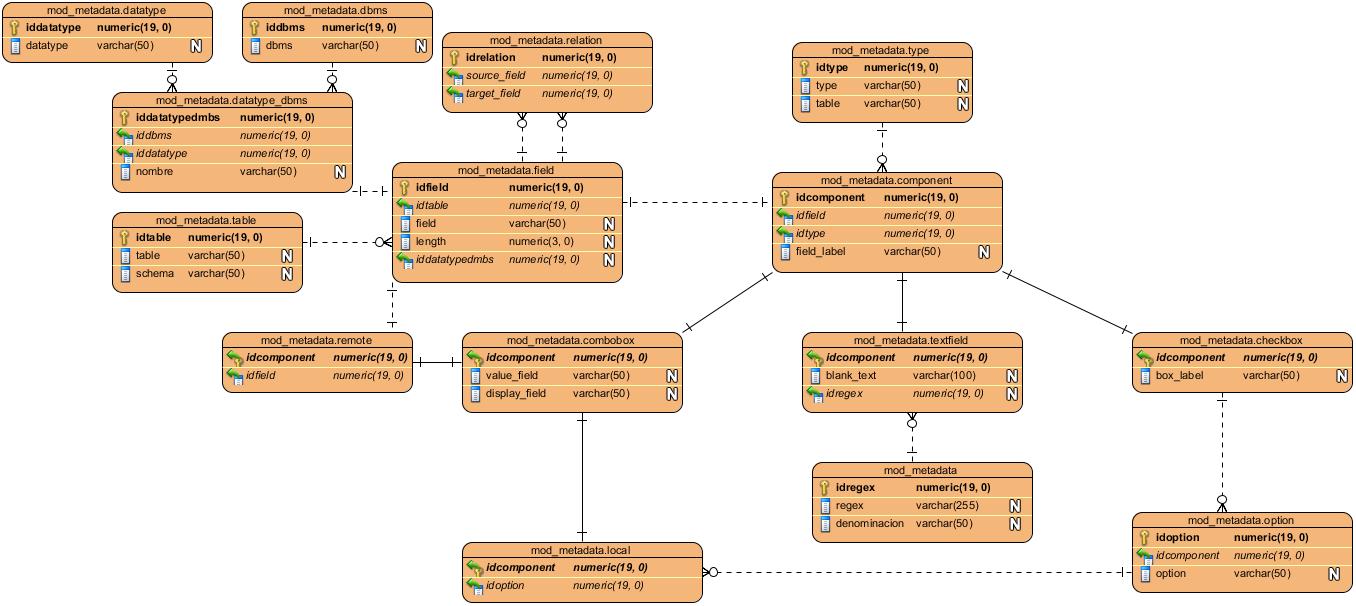 mod_metadata.datatype
iddatatype numeric(19, 0)
datatype varchar(50) N
mod_metadata.dbms
iddbms numeric(19, 0)
dbms varchar(50) N
mod_metadata.relation
idrelation numeric(19, 0)
source_field numeric(19, 0)
target_field numeric(19, 0)
mod_metadata.type
idtype numeric(19, 0)
type varchar(50) N
table varchar(50) N
mod_metadata.datatype_dbms
iddatatypedmbs numeric(19, 0)
iddbms numeric(19, 0)
iddatatype numeric(19, 0)
nombre varchar(50) N
mod_metadata.field
idfield numeric(19, 0)
idtable numeric(19, 0)
field varchar(50) N
length numeric(3, 0) N
iddatatypedmbs numeric(19, 0) N
mod_metadata.component
idcomponent numeric(19, 0)
idfield numeric(19, 0)
idtype numeric(19, 0)
field_label varchar(50) N
mod_metadata.table
idtable numeric(19, 0)
table varchar(50) N
schema varchar(50) N
mod_metadata.remote
idcomponent numeric(19, 0)
idfield numeric(19, 0)
mod_metadata.combobox
idcomponent numeric(19, 0)
value_field varchar(50) N
display_field varchar(50) N
mod_metadata.textfield
idcomponent numeric(19, 0)
blank_text varchar(100) N
idregex numeric(19, 0) N
mod_metadata.checkbox
idcomponent numeric(19, 0)
box_label varchar(50) N
mod_metadata
idregex numeric(19, 0)
regex varchar(255) N
denominacion varchar(50) N
mod_metadata.local
idcomponent numeric(19, 0)
idoption numeric(19, 0)
mod_metadata.option
idoption numeric(19, 0)
idcomponent numeric(19, 0)
option varchar(50) N